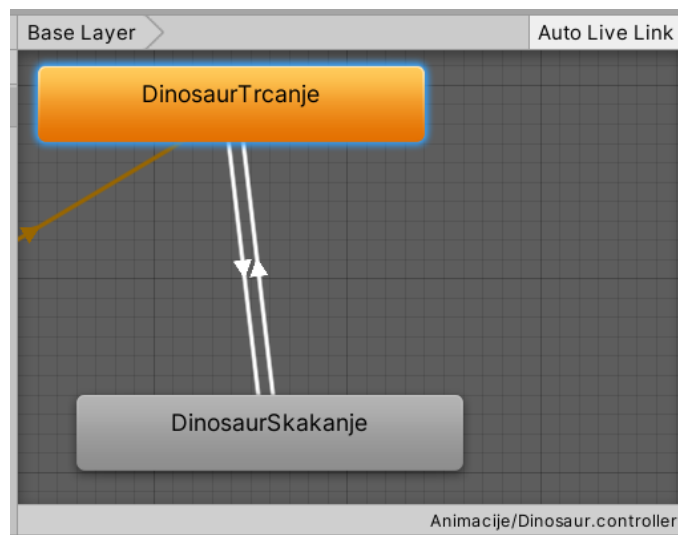 Base Layer
Auto Live Link
DinosaurTrcanje
DinosaurSkakanje
Animacije/Dinosaur.controller